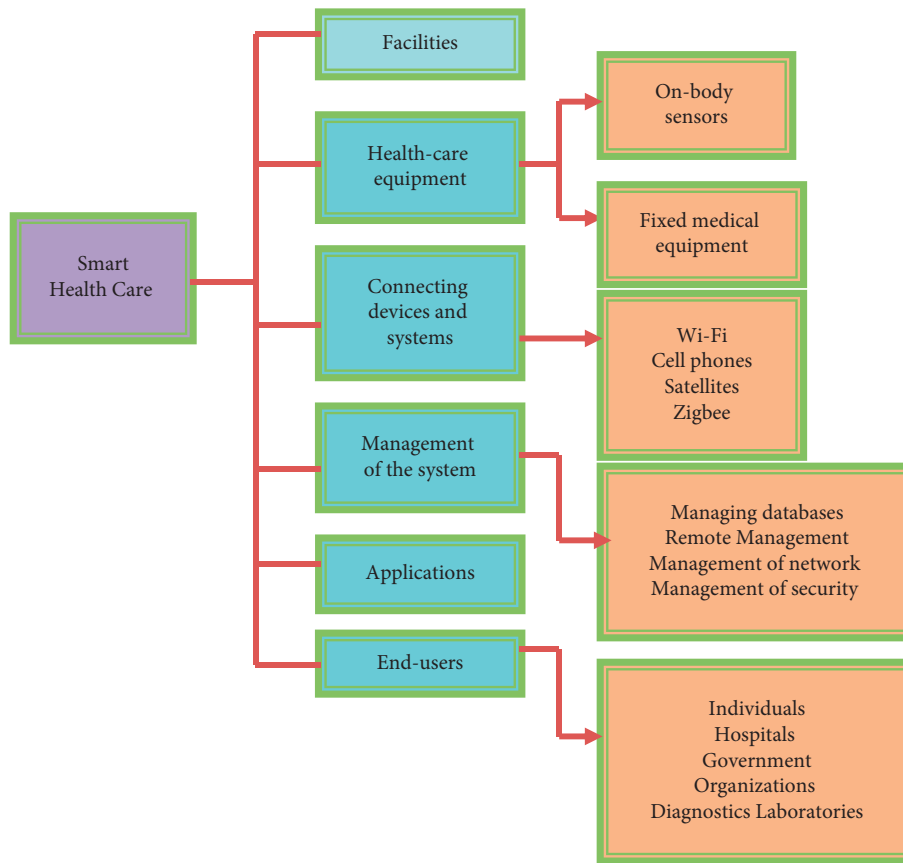 Smart
Health Care
Facilities
Health-care
equipment
On-body
sensors
Fixed medical
equipment
Connecting
devices and
systems
Wi-Fi
Cell phones
Satellites
Zigbee
Management
of the system
Managing databases
Remote Management
Management of network
Management of security
Applications
End-users
Individuals
Hospitals
Government
Organizations
Diagnostics Laboratories